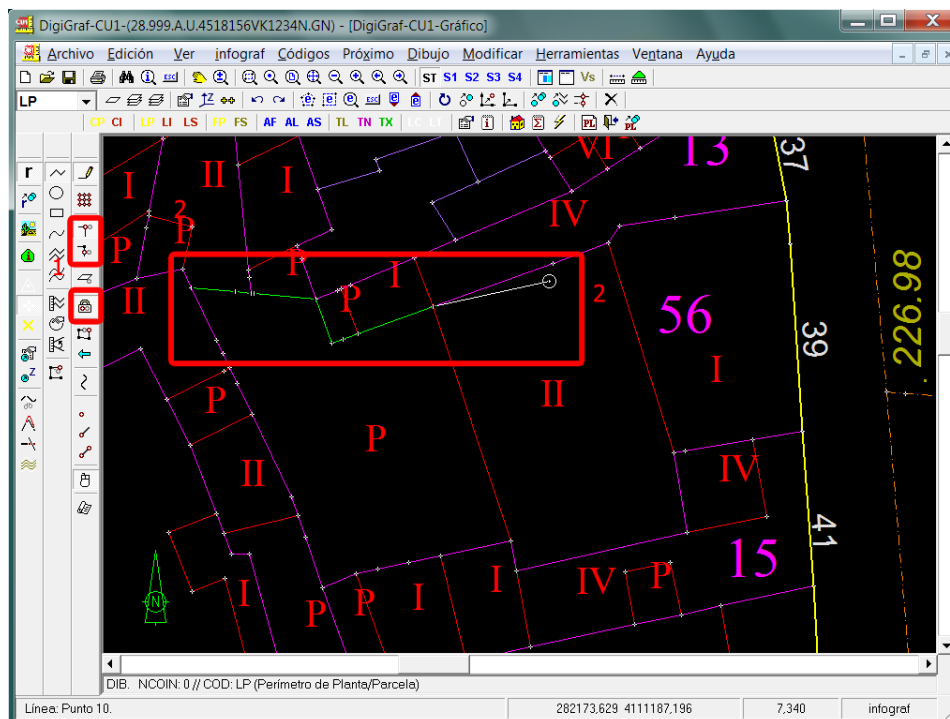 DigiGraf-CU1-(28.999.A.U.4518156VK1234N.GN) - [DigiGraf-CU1-Gráfico]
Archivo Edición Ver infograf Códigos Próximo Dibujo Modificar Herramientas Ventana Ayuda
ST S1 S2 S3 S4 Vs
LP
CP CI LP LI LS FP FS AF AL AS TL TN TX LC LT PL
13
37
VI
I II I
IV
2
P P P
1
II P I
2
56
39
226.98
I
II
P
P
II
IV
41
15
I P P I I IV P
N
DIB. NCOIN: 0 // COD: LP (Perímetro de Planta/Parcela)
Línea: Punto 10. 282173,629 4111187,196 7,340 infograf